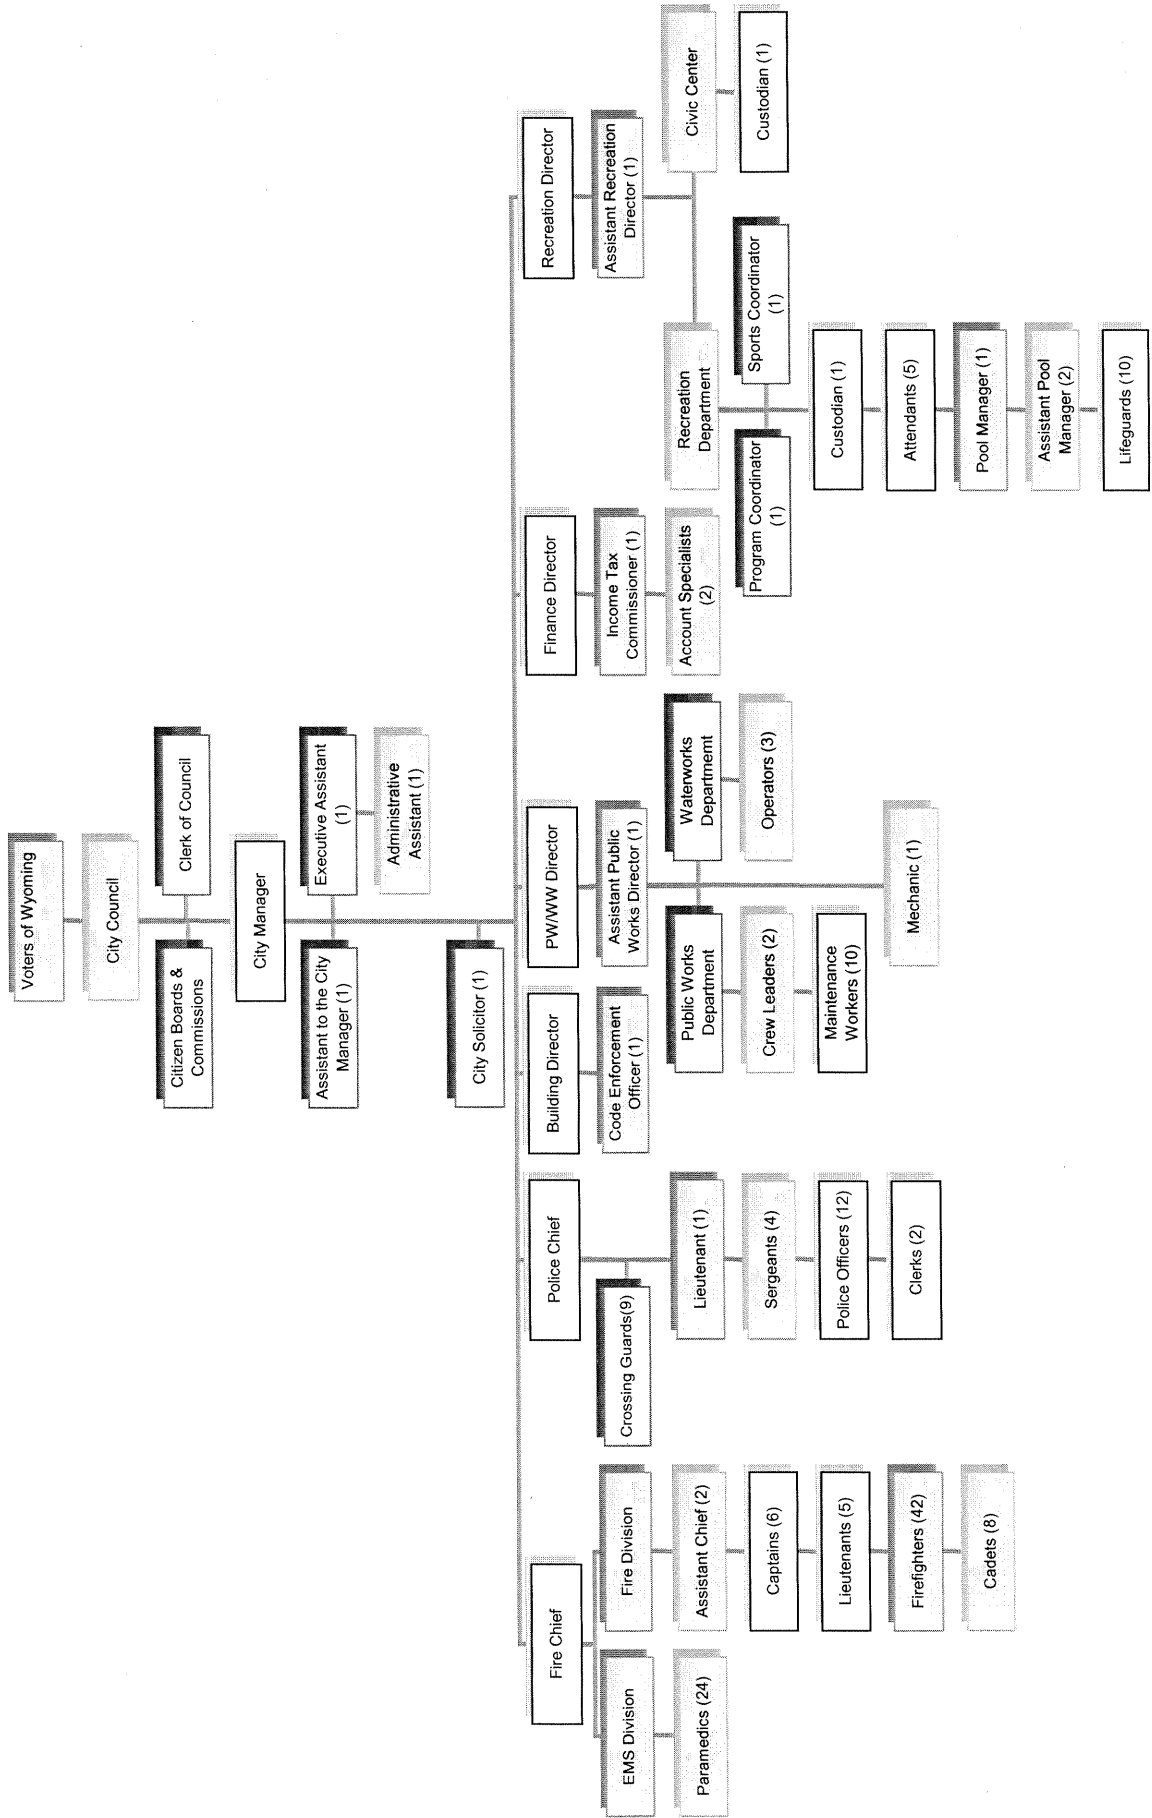 Voters of Wyoming
City Council
Citizen Boards &
Commissions
Clerk of Council
City Manager
Assistant to the City
Manager (1)
Executive Assistant
(1)
Administrative
Assistant (1)
City Solicitor (1)
Fire Chief
EMS Division
Paramedics (24)
Fire Division
Assistant Chief (2)
Captains (6)
Lieutenants (5)
Firefighters (42)
Cadets (8)
Police Chief
Crossing Guards(9)
Lieutenant (1)
Sergeants (4)
Police Officers (12)
Clerks (2)
Building Director
Code Enforcement
Officer (1)
PW/WW Director
Assistant Public
Works Director (1)
Public Works
Department
Crew Leaders (2)
Maintenance
Workers (10)
Waterworks
Departmemt
Operators (3)
Mechanic (1)
Finance Director
Income Tax
Commissioner (1)
Account Specialists
(2)
Recreation Director
Assistant Recreation
Director (1)
Recreation
Department
Program Coordinator
(1)
Sports Coordinator
(1)
Custodian (1)
Attendants (5)
Pool Manager (1)
Assistant Pool
Manager (2)
Lifeguards (10)
Civic Center
Custodian (1)